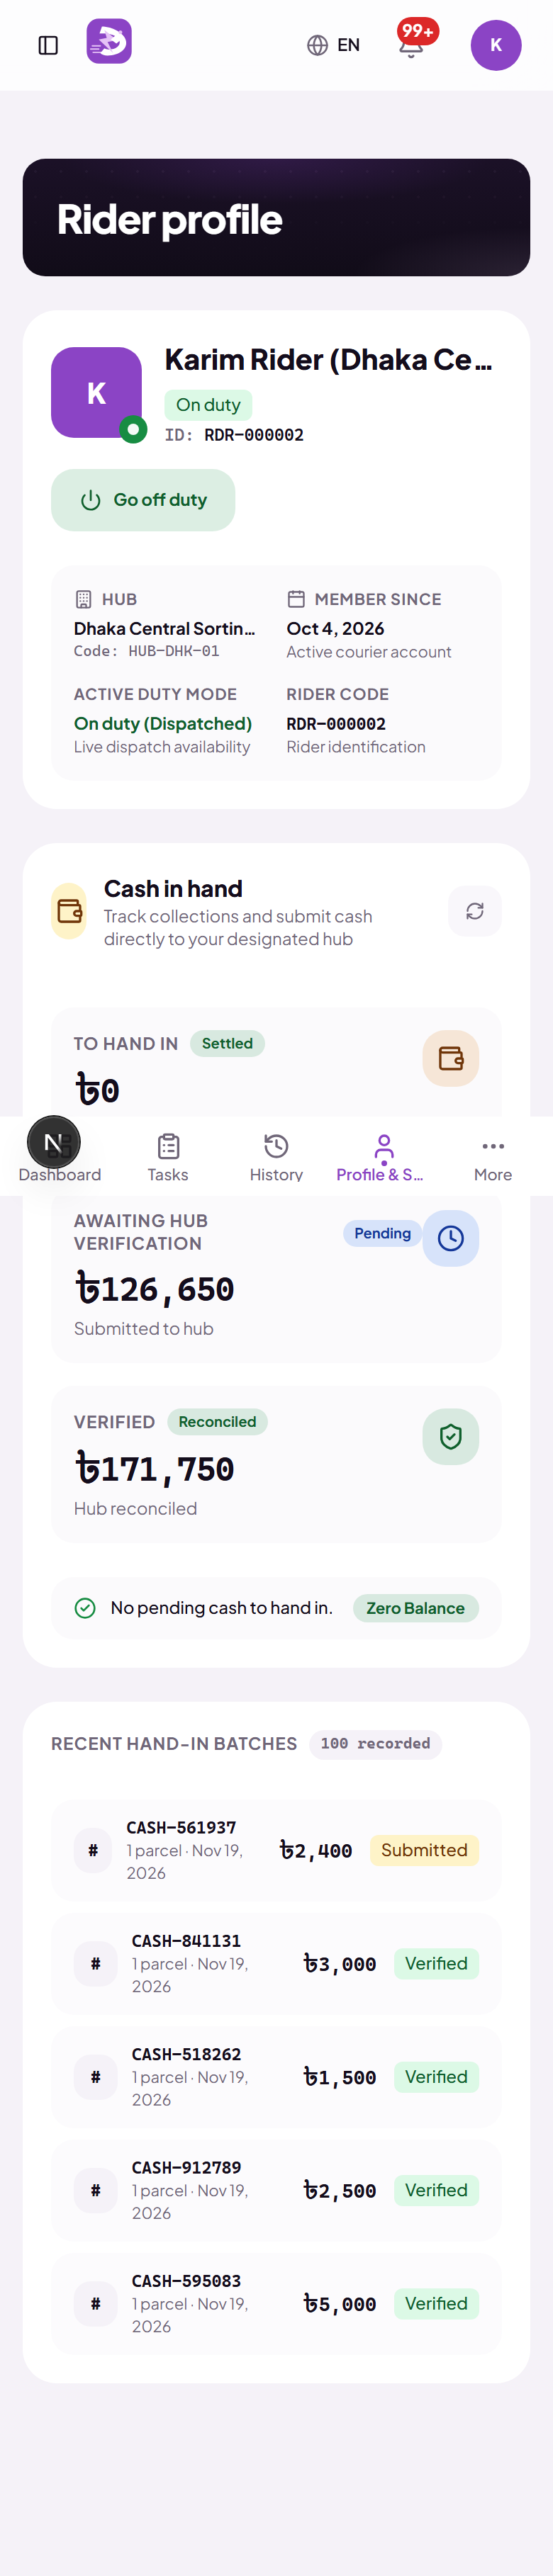 EN
99+
K
Rider profile
K
Karim Rider (Dhaka Ce...
On duty
ID: RDR-000002
Go off duty
HUB
Dhaka Central Sortin...
Code: HUB-DHK-01
MEMBER SINCE
Oct 4, 2026
Active courier account
ACTIVE DUTY MODE
On duty (Dispatched)
Live dispatch availability
RIDER CODE
RDR-000002
Rider identification
Cash in hand
Track collections and submit cash
directly to your designated hub
TO HAND IN Settled
৳0
N
Dashboard
Tasks
History
Profile & S...
More
AWAITING HUB
VERIFICATION
Pending
৳126,650
Submitted to hub
VERIFIED Reconciled
৳171,750
Hub reconciled
No pending cash to hand in. Zero Balance
RECENT HAND-IN BATCHES 100 recorded
# CASH-561937
1 parcel · Nov 19,
2026
৳2,400 Submitted
# CASH-841131
1 parcel · Nov 19,
2026
৳3,000 Verified
# CASH-518262
1 parcel · Nov 19,
2026
৳1,500 Verified
# CASH-912789
1 parcel · Nov 19,
2026
৳2,500 Verified
# CASH-595083
1 parcel · Nov 19,
2026
৳5,000 Verified